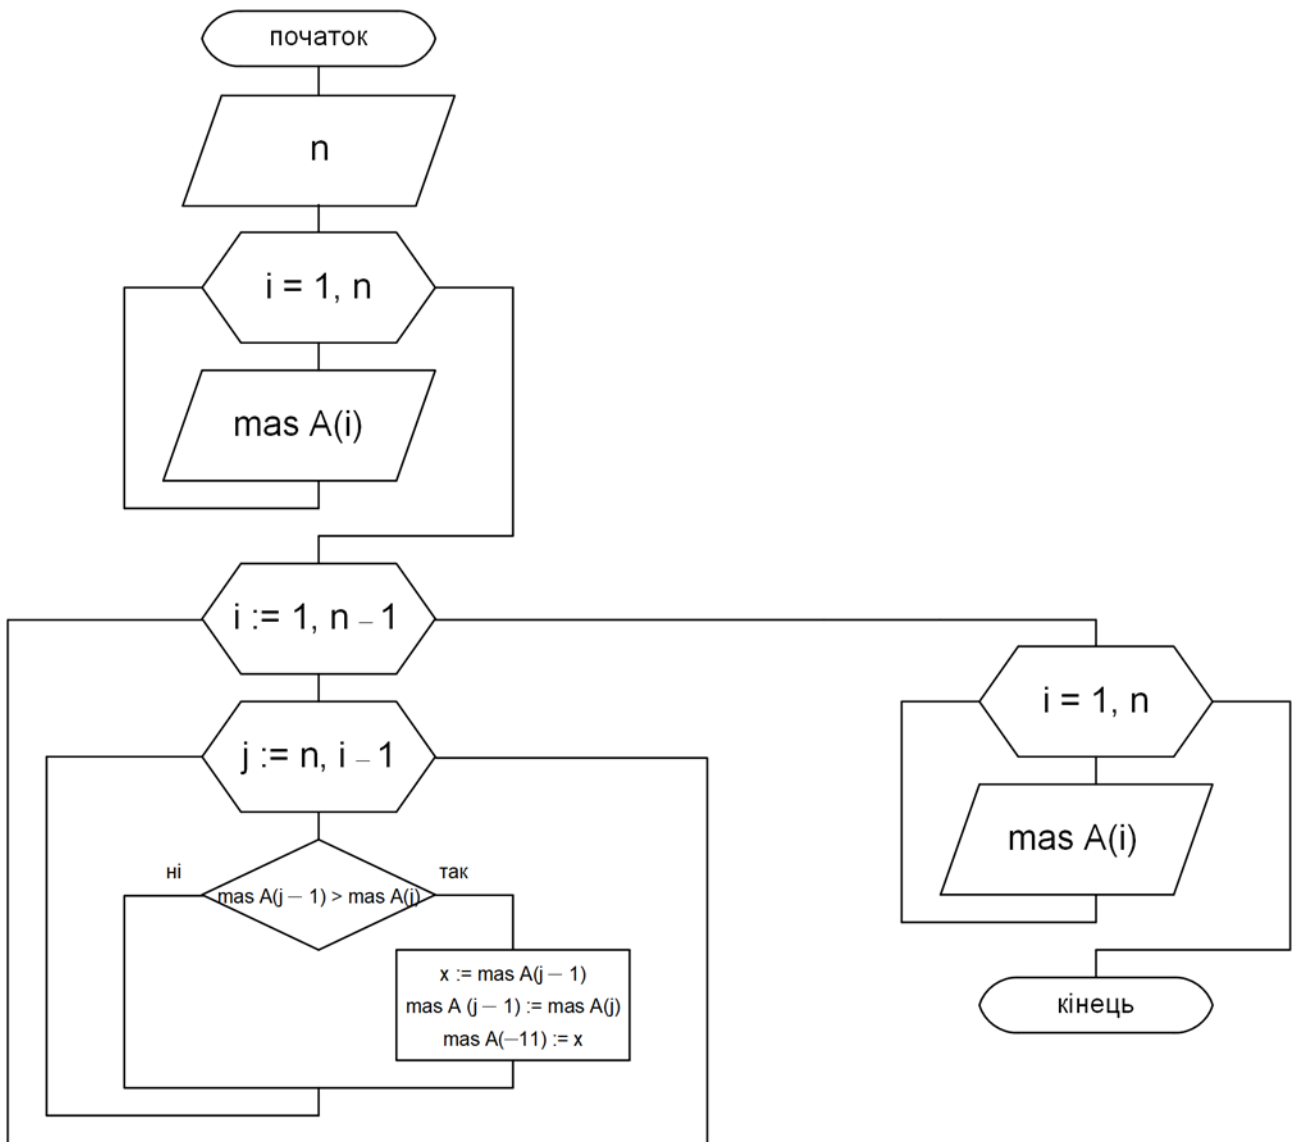 початок
n
i = 1, n
mas A(i)
i := 1, n – 1
j := n, i – 1
ні
так
mas A(j – 1) > mas A(j)
x := mas A(j – 1)
mas A (j – 1) := mas A(j)
mas A(–11) := x
i = 1, n
mas A(i)
кінець